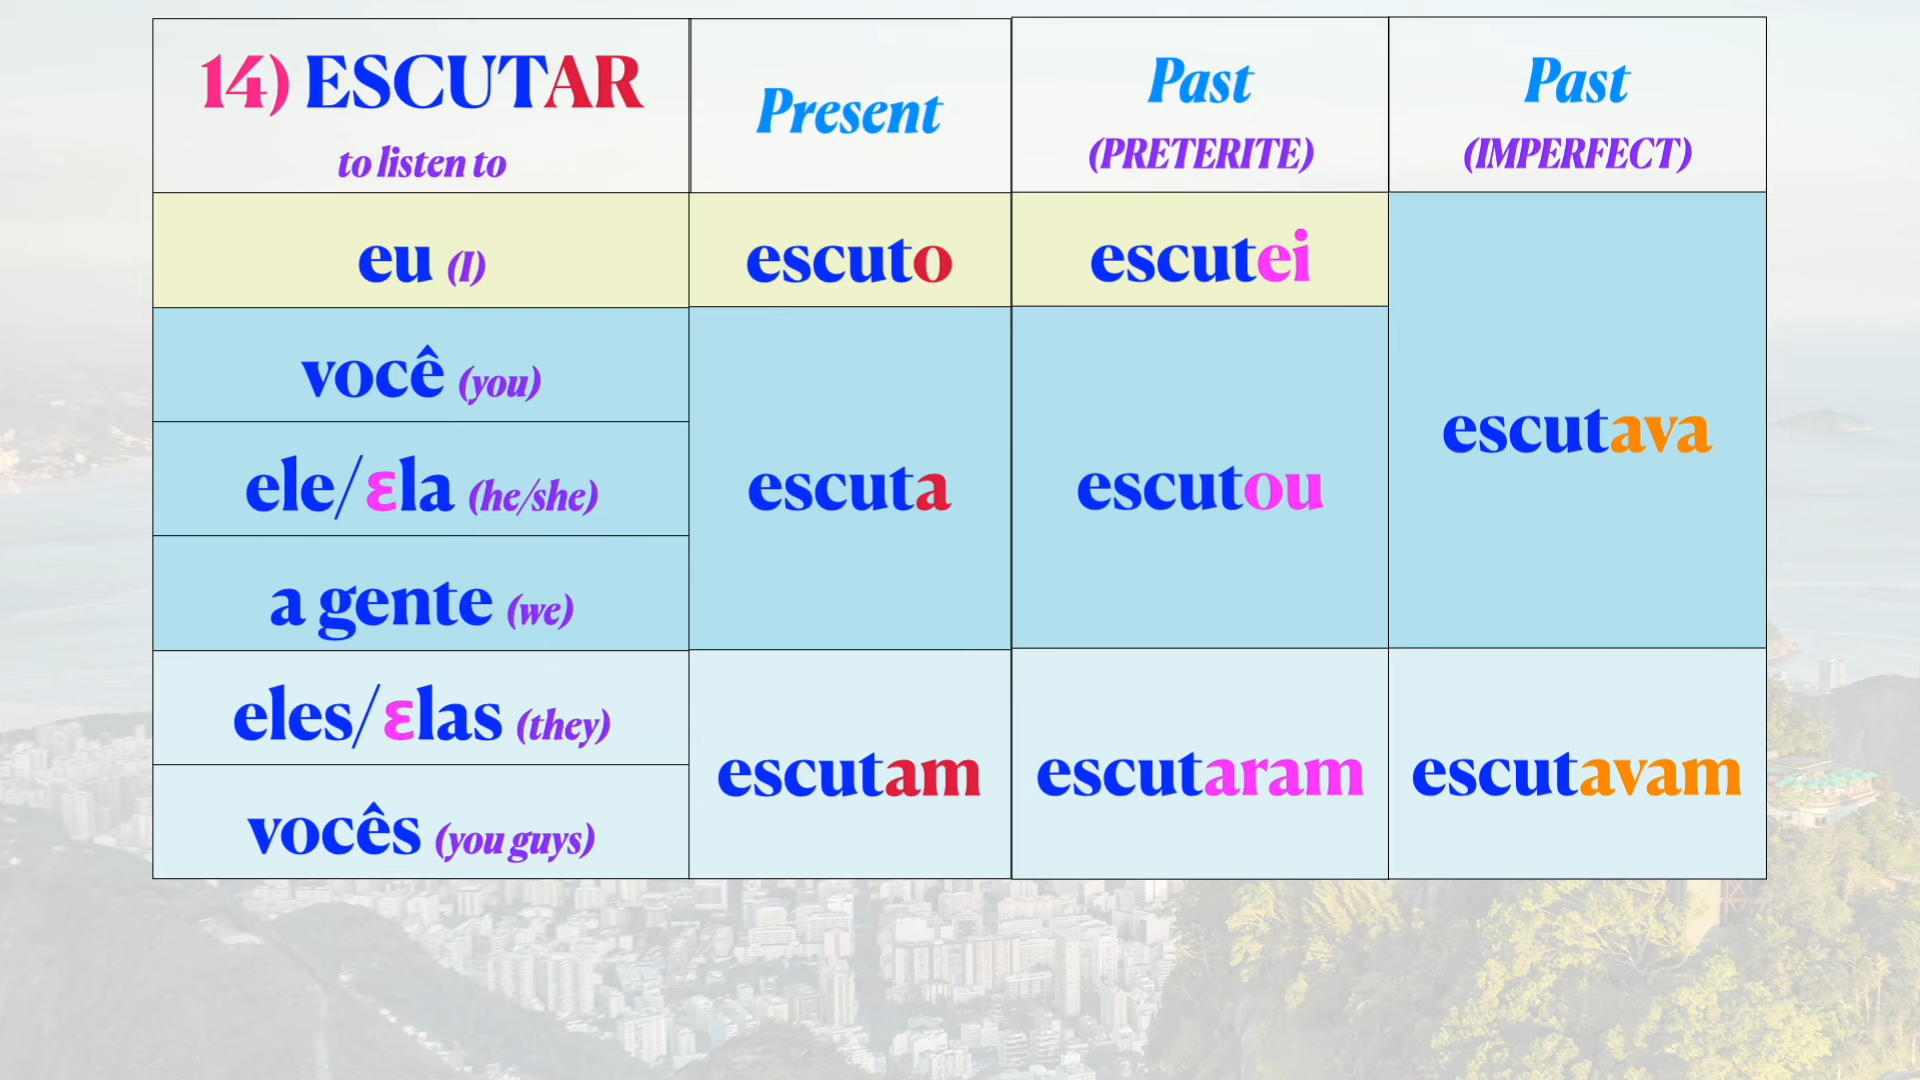 14) ESCUTAR
to listen to
Present
Past
(PRETERITE)
Past
(IMPERFECT)
eu (I)
escuto
escutei
escutava
você (you)
ele/ɛla (he/she)
escuta
escutou
a gente (we)
eles/ɛlas (they)
escutam
escutaram
escutavam
vocês (you guys)